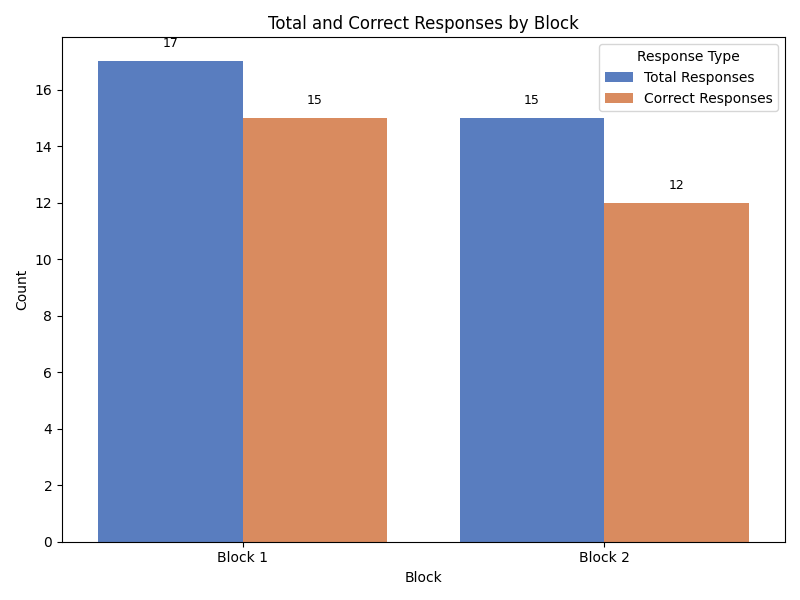 Total and Correct Responses by Block
Response Type
Total Responses
Correct Responses
17
15
15
12
16
14
12
10
8
6
4
2
0
Count
Block 1
Block 2
Block